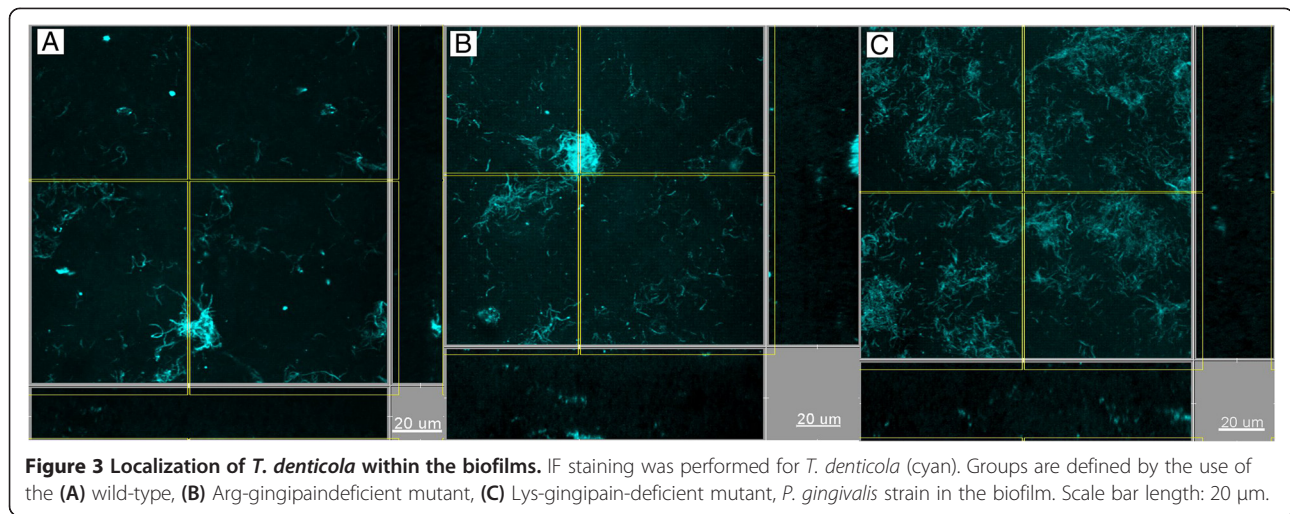 A
B
C
20 um
20 um
20 um
Figure 3 Localization of T. denticola within the biofilms. IF staining was performed for T. denticola (cyan). Groups are defined by the use of
the (A) wild-type, (B) Arg-gingipaindeficient mutant, (C) Lys-gingipain-deficient mutant, P. gingivalis strain in the biofilm. Scale bar length: 20 μm.